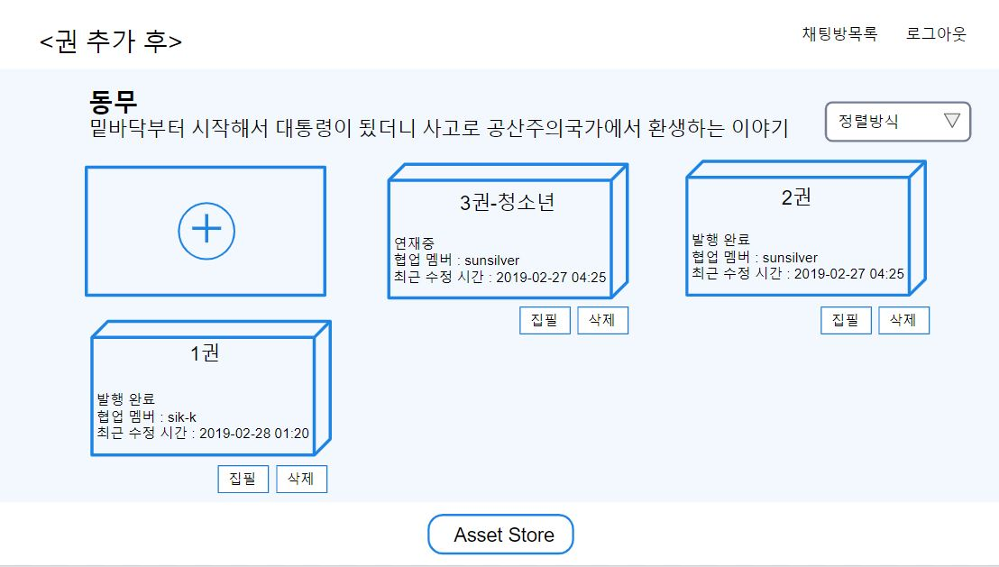 <권 추가 후>
채팅방목록 로그아웃
동무
밑바닥부터 시작해서 대통령이 됬더니 사고로 공산주의국가에서 환생하는 이야기
정렬방식
3권-청소년
연재중
협업 멤버 : sunsilver
최근 수정 시간 : 2019-02-27 04:25
집필 삭제
2권
발행 완료
협업 멤버 : sunsilver
최근 수정 시간 : 2019-02-27 04:25
집필 삭제
1권
발행 완료
협업 멤버 : sik-k
최근 수정 시간 : 2019-02-28 01:20
집필 삭제
Asset Store